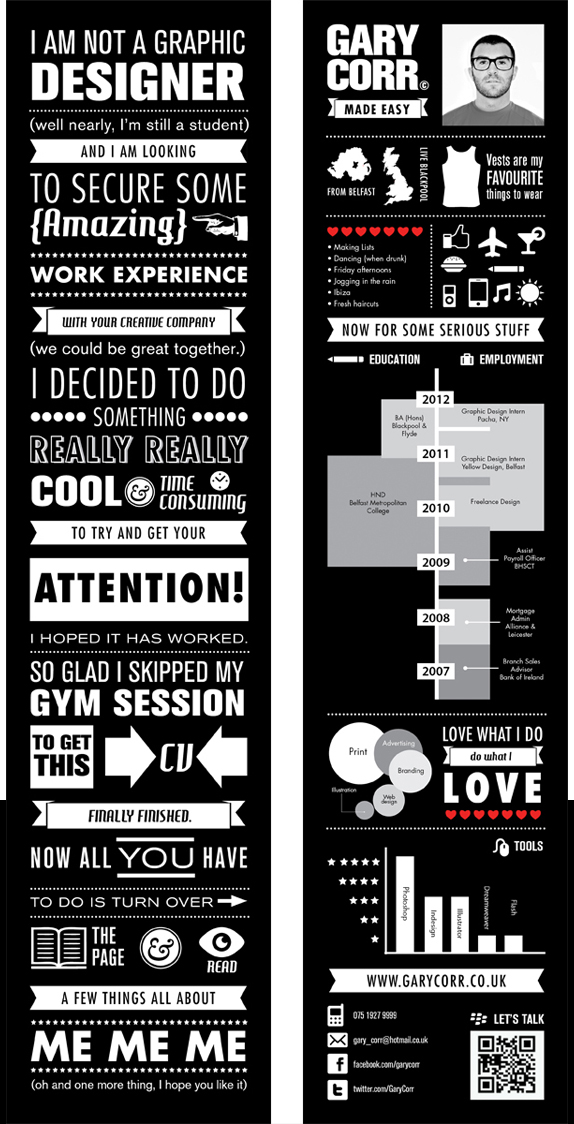 I AM NOT A GRAPHIC
DESIGNER
(well nearly, I'm still a student)
AND I AM LOOKING
TO SECURE SOME
{Amazing}
WORK EXPERIENCE
WITH YOUR CREATIVE COMPANY
(we could be great together.)
I DECIDED TO DO
SOMETHING
REALLY REALLY
COOL & TIME
CONSUMING
TO TRY AND GET YOUR
ATTENTION!
I HOPED IT HAS WORKED.
SO GLAD I SKIPPED MY
GYM SESSION
TO GET
THIS
CV
FINALLY FINISHED.
NOW ALL YOU HAVE
TO DO IS TURN OVER
THE
PAGE
&
READ
A FEW THINGS ALL ABOUT
ME ME ME
(oh and one more thing, I hope you like it)
GARY
CORR©
MADE EASY
FROM BELFAST
LIVE BLACKPOOL
Vests are my
FAVOURITE
things to wear
• Making Lists
• Dancing (when drunk)
• Friday afternoons
• Jogging in the rain
• Ibiza
• Fresh haircuts
NOW FOR SOME SERIOUS STUFF
EDUCATION
EMPLOYMENT
2012
BA (Hons)
Blackpool &
Flyde
Graphic Design Intern
Pacha, NY
2011
Graphic Design Intern
Yellow Design, Belfast
HND
Belfast Metropolitan
College
2010
Freelance Design
2009
Assist
Payroll Officer
BHSCT
2008
Mortgage
Admin
Alliance &
Leicester
2007
Branch Sales
Advisor
Bank of Ireland
Print
Advertising
Branding
Web
design
Illustration
LOVE WHAT I DO
do what I
LOVE
TOOLS
Photoshop
Indesign
Illustrator
Dreamweaver
Flash
WWW.GARYCORR.CO.UK
075 1927 9999
gary_corr@hotmail.co.uk
facebook.com/garycorr
twitter.com/GaryCorr
LET'S TALK